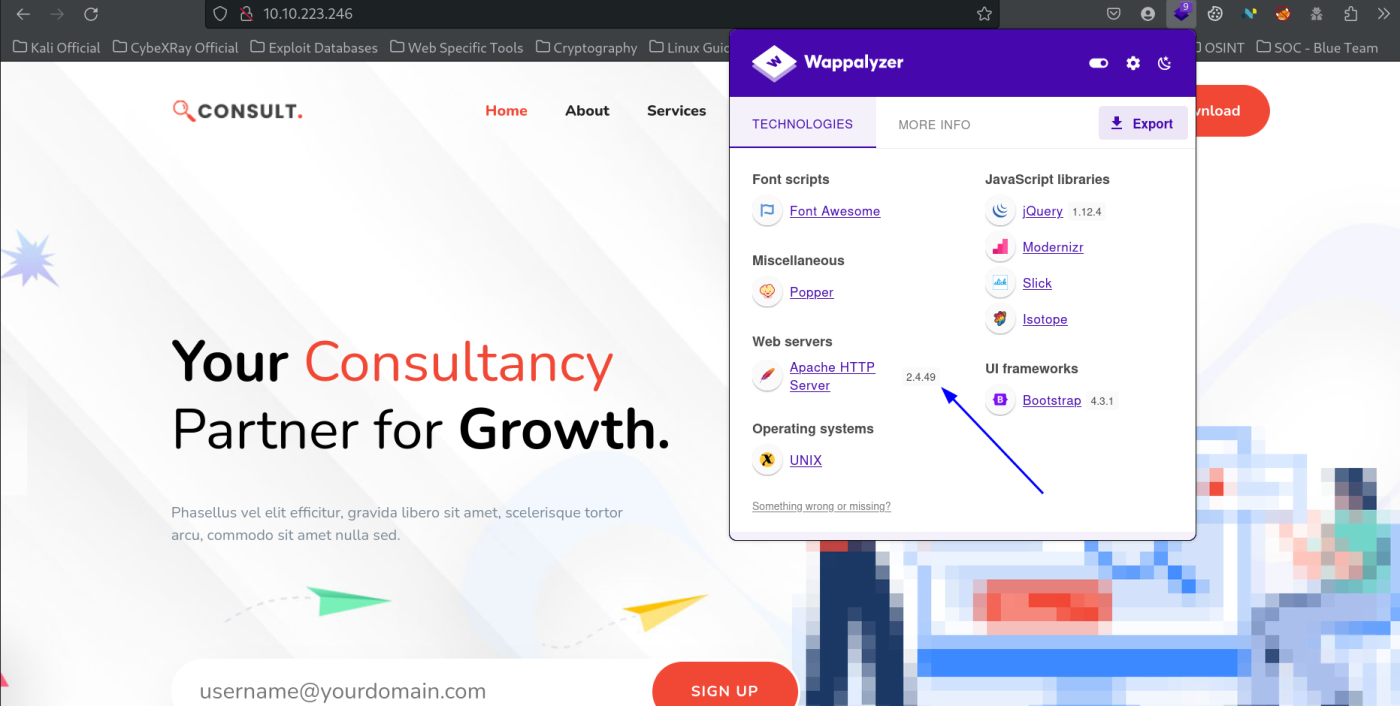 10.10.223.246
9
Kali Official CybeXRay Official Exploit Databases Web Specific Tools Cryptography Linux OSINT SOC - Blue Team
Wappalyzer
CONSULT.
Home About Services
TECHNOLOGIES MORE INFO Export
Font scripts
Font Awesome
Miscellaneous
Popper
Web servers
Apache HTTP
Server
2.4.49
Operating systems
UNIX
Something wrong or missing?
JavaScript libraries
jQuery 1.12.4
Modernizr
Slick
Isotope
UI frameworks
Bootstrap 4.3.1
Your Consultancy
Partner for Growth.
Phasellus vel elit efficitur, gravida libero sit amet, scelerisque tortor
arcu, commodo sit amet nulla sed.
username@yourdomain.com SIGN UP